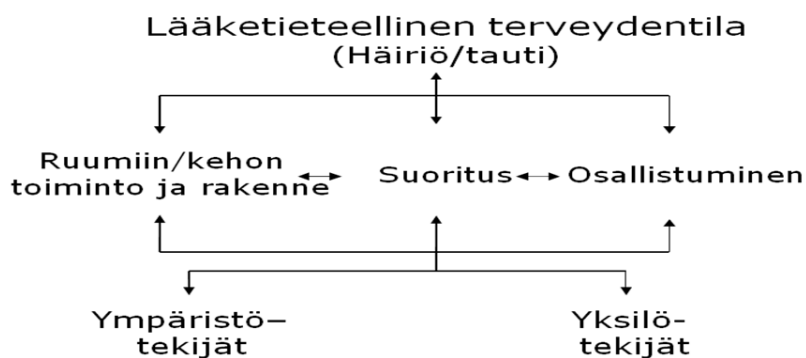 Lääketieteellinen terveydentila
(Häiriö/tauti)
Ruumiin/kehon
toiminto ja rakenne
Suoritus
Osallistuminen
Ympäristö–
tekijät
Yksilö-
tekijät